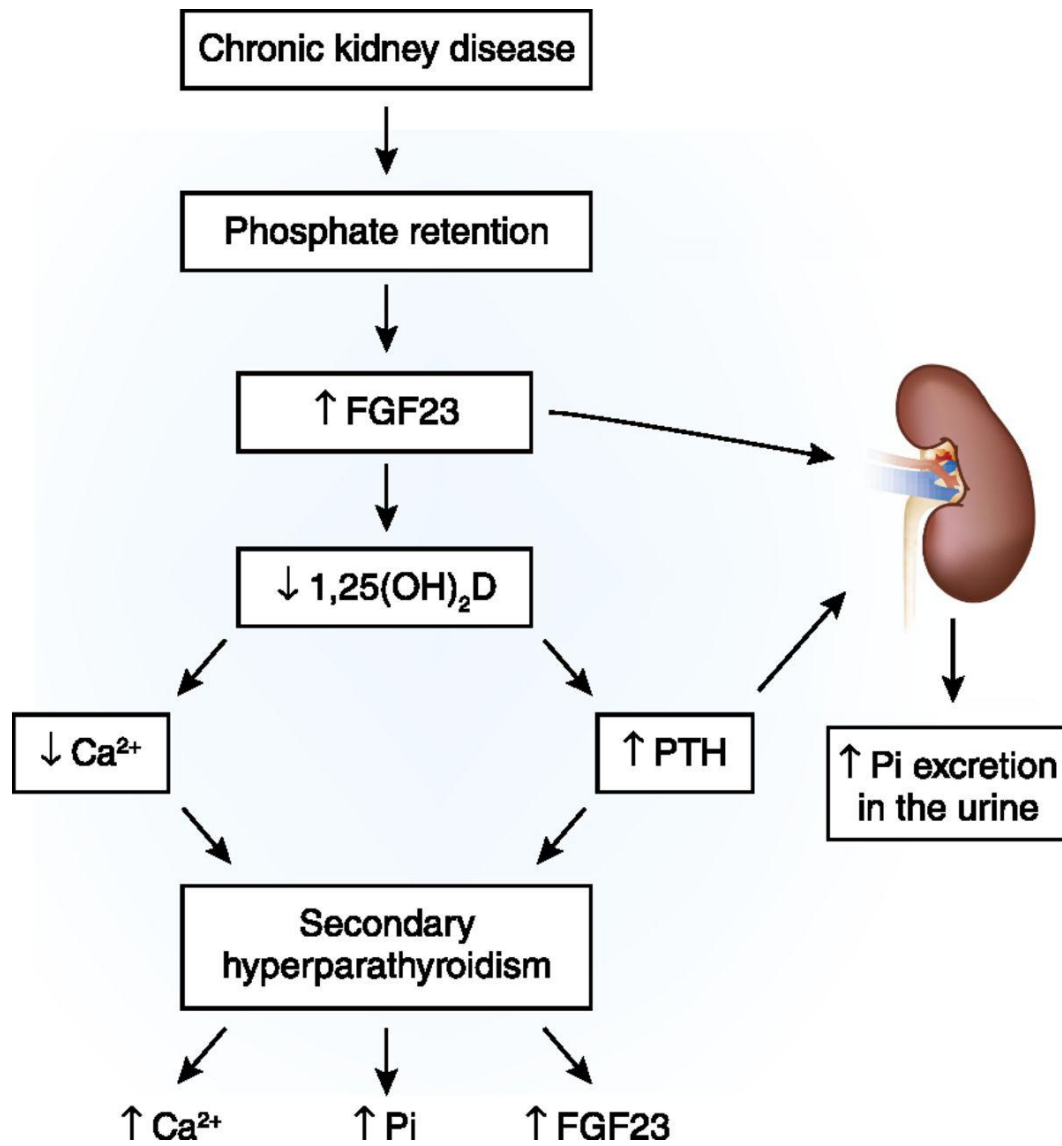 Chronic kidney disease
Phosphate retention
↑ FGF23
↓ 1,25(OH)₂D
↓ Ca²⁺
↑ PTH
↑ Pi excretion
in the urine
Secondary
hyperparathyroidism
↑ Ca²⁺
↑ Pi
↑ FGF23